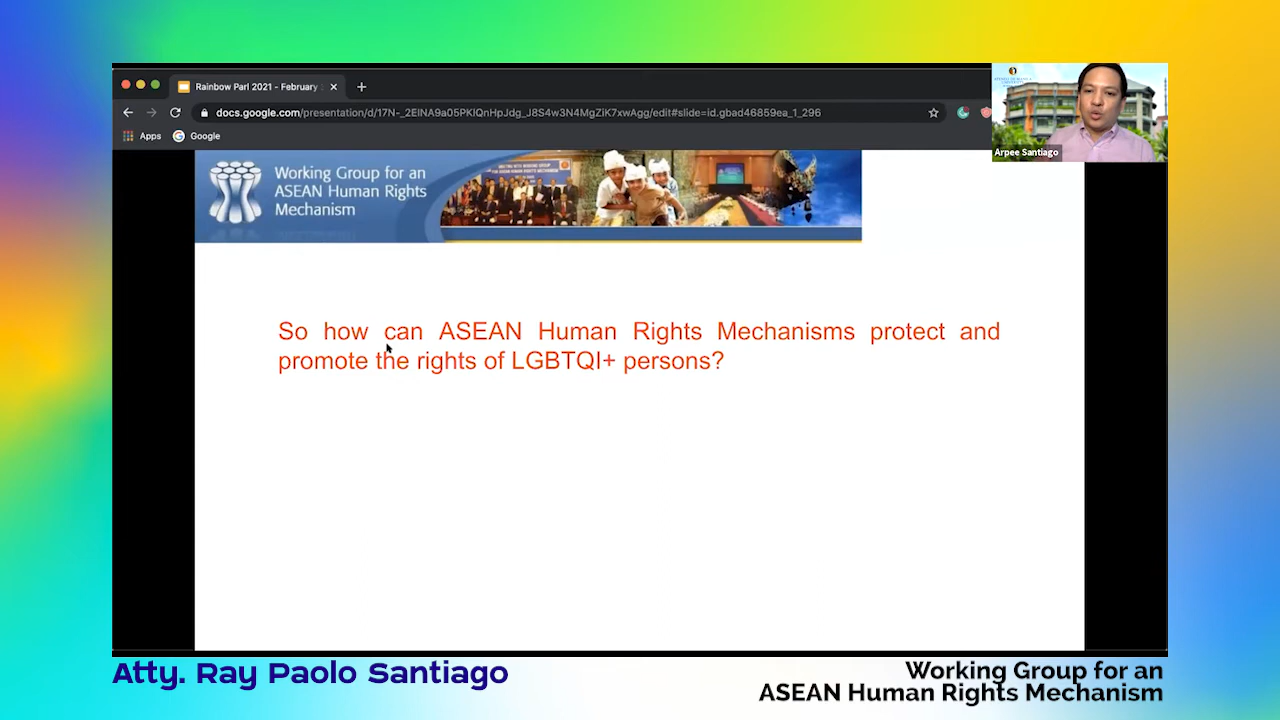 Rainbow Parl 2021 - February
docs.google.com/presentation/d/17N-_2EINA9a05PKIQnHpJdg_J8S4w3N4MgZiK7xwAgg/edit#slide=id.gbad46859ea_1_296
Apps
Google
Arpee Santiago
Working Group for an
ASEAN Human Rights
Mechanism
So how can ASEAN Human Rights Mechanisms protect and
promote the rights of LGBTQI+ persons?
Atty. Ray Paolo Santiago
Working Group for an
ASEAN Human Rights Mechanism